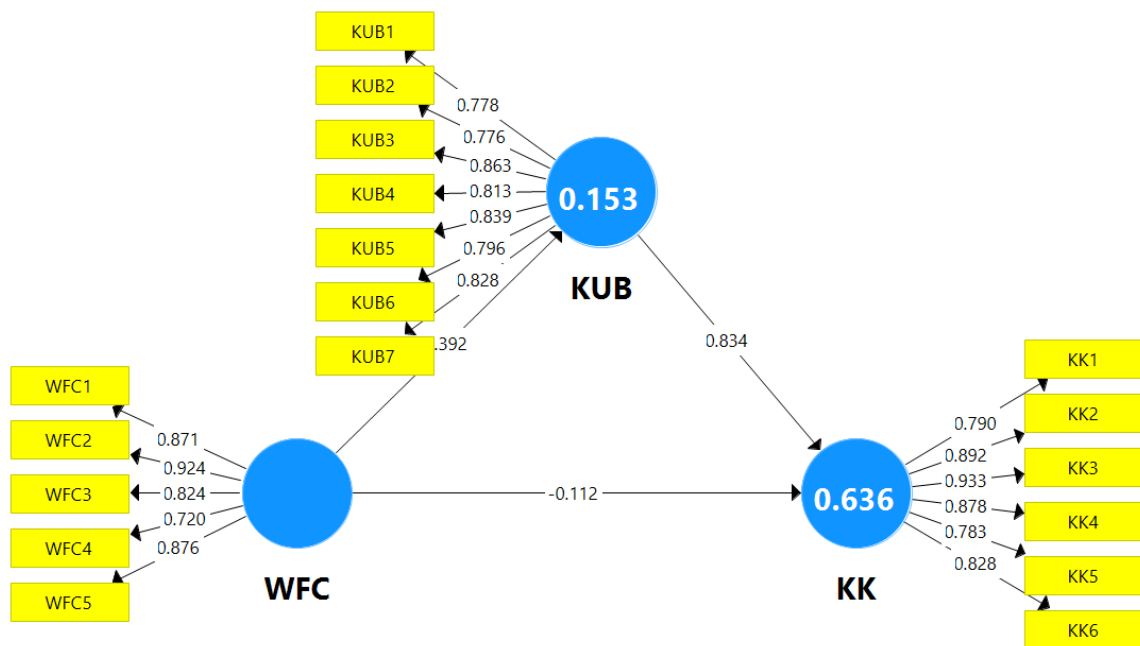 KUB1
KUB2
KUB3
KUB4
KUB5
KUB6
KUB7
0.778
0.776
0.863
0.813
0.839
0.796
0.828
.392
0.153
KUB
0.834
WFC1
WFC2
WFC3
WFC4
WFC5
0.871
0.924
0.824
0.720
0.876
WFC
-0.112
0.636
KK
0.790
0.892
0.933
0.878
0.783
0.828
KK1
KK2
KK3
KK4
KK5
KK6